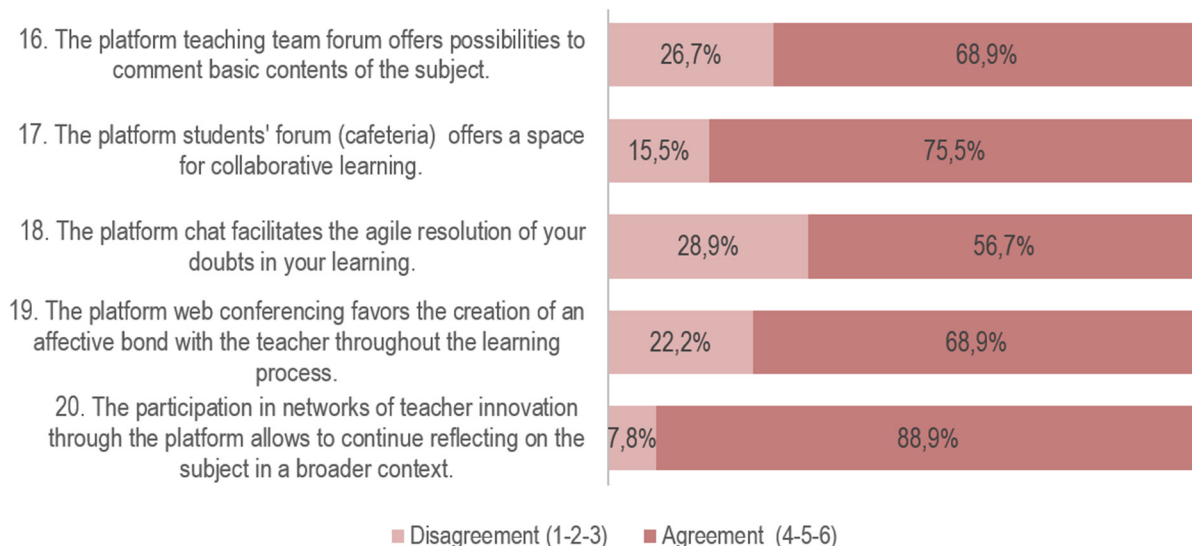 16. The platform teaching team forum offers possibilities to
comment basic contents of the subject.
26,7%
68,9%
17. The platform students' forum (cafeteria)  offers a space
for collaborative learning.
15,5%
75,5%
18. The platform chat facilitates the agile resolution of your
doubts in your learning.
28,9%
56,7%
19. The platform web conferencing favors the creation of an
affective bond with the teacher throughout the learning
process.
22,2%
68,9%
20. The participation in networks of teacher innovation
through the platform allows to continue reflecting on the
subject in a broader context.
7,8%
88,9%
Disagreement (1-2-3)
Agreement  (4-5-6)